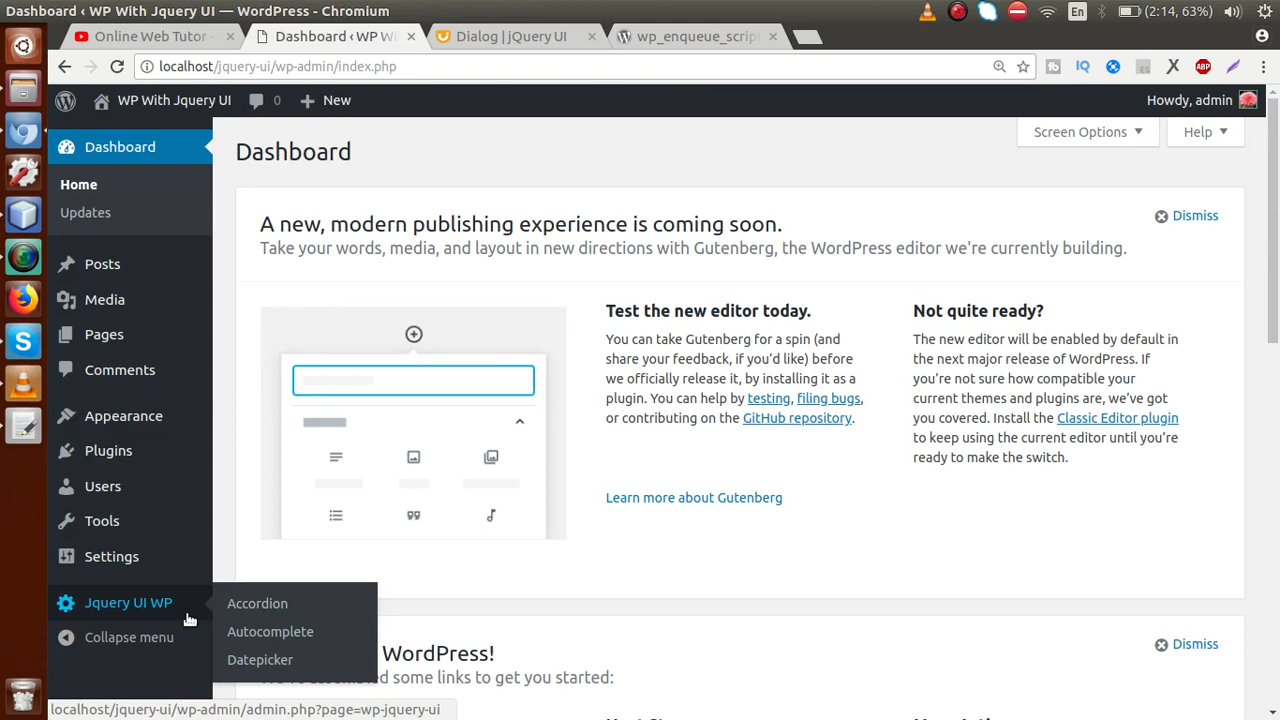 Dashboard ‹ WP With Jquery UI — WordPress - Chromium
En
(2:14, 63%)
Online Web Tutor -
Dashboard ‹ WP Wi
Dialog | jQuery UI
wp_enqueue_scrip
localhost/jquery-ui/wp-admin/index.php
fb
IQ
ABP
WP With Jquery UI
0
New
Howdy, admin
Dashboard
Home
Updates
Posts
Media
Pages
Comments
Appearance
Plugins
Users
Tools
Settings
Jquery UI WP
Collapse menu
Accordion
Autocomplete
Datepicker
Screen Options
Help
Dashboard
A new, modern publishing experience is coming soon.
Take your words, media, and layout in new directions with Gutenberg, the WordPress editor we're currently building.
Dismiss
Test the new editor today.
You can take Gutenberg for a spin (and
share your feedback, if you'd like) before
we officially release it, by installing it as a
plugin. You can help by testing, filing bugs,
or contributing on the GitHub repository.
Learn more about Gutenberg
Not quite ready?
The new editor will be enabled by default in
the next major release of WordPress. If
you're not sure how compatible your
current themes and plugins are, we've got
you covered. Install the Classic Editor plugin
to keep using the current editor until you're
ready to make the switch.
WordPress!
some links to get you started:
Dismiss
localhost/jquery-ui/wp-admin/admin.php?page=wp-jquery-ui